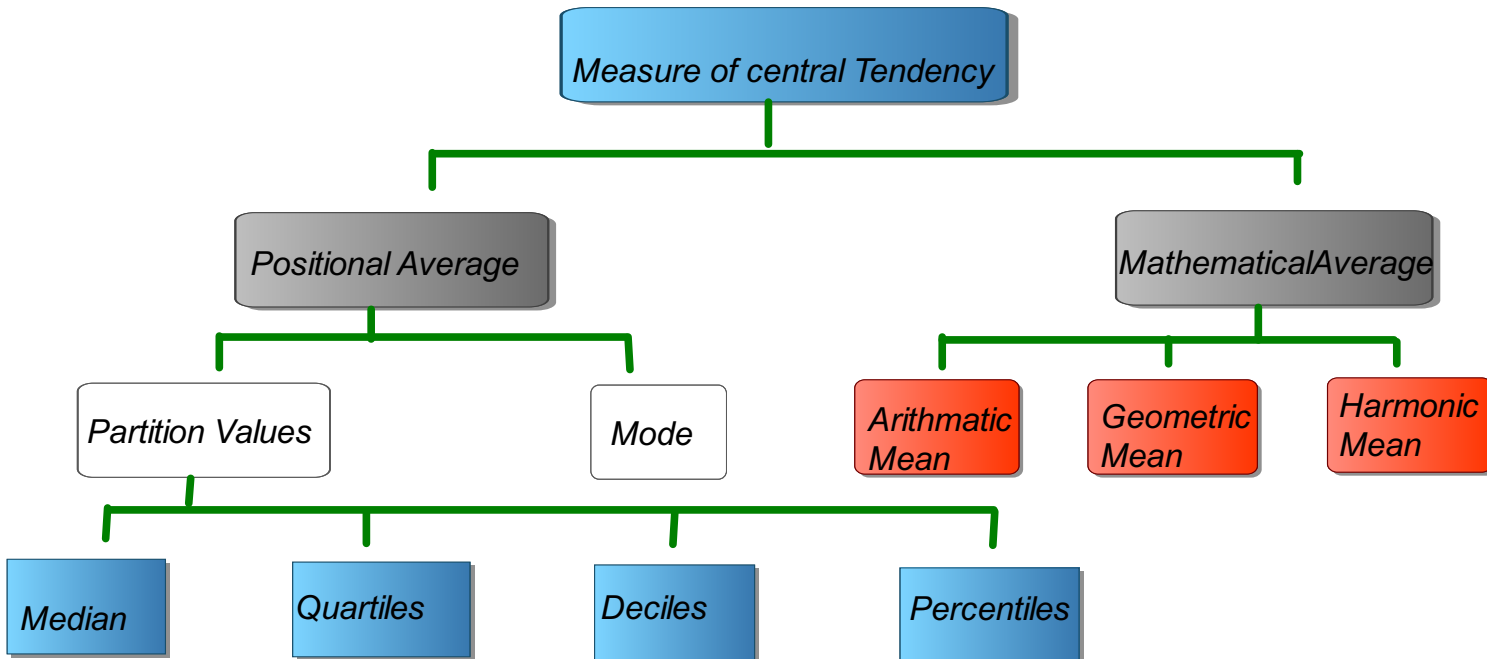 Measure of central Tendency
Positional Average
MathematicalAverage
Partition Values
Mode
Arithmatic
Mean
Geometric
Mean
Harmonic
Mean
Median
Quartiles
Deciles
Percentiles